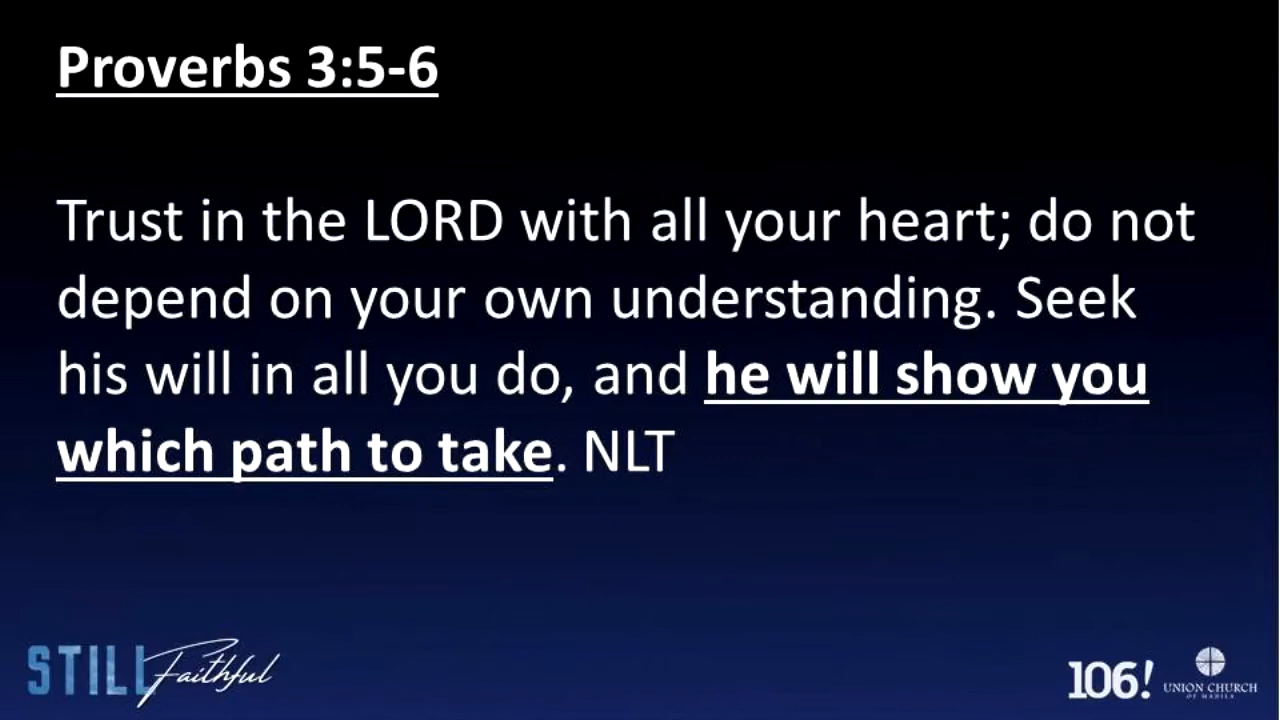 Proverbs 3:5-6
Trust in the LORD with all your heart; do not
depend on your own understanding. Seek
his will in all you do, and he will show you
which path to take. NLT
STILL Faithful
106!
UNION CHURCH
OF MANILA